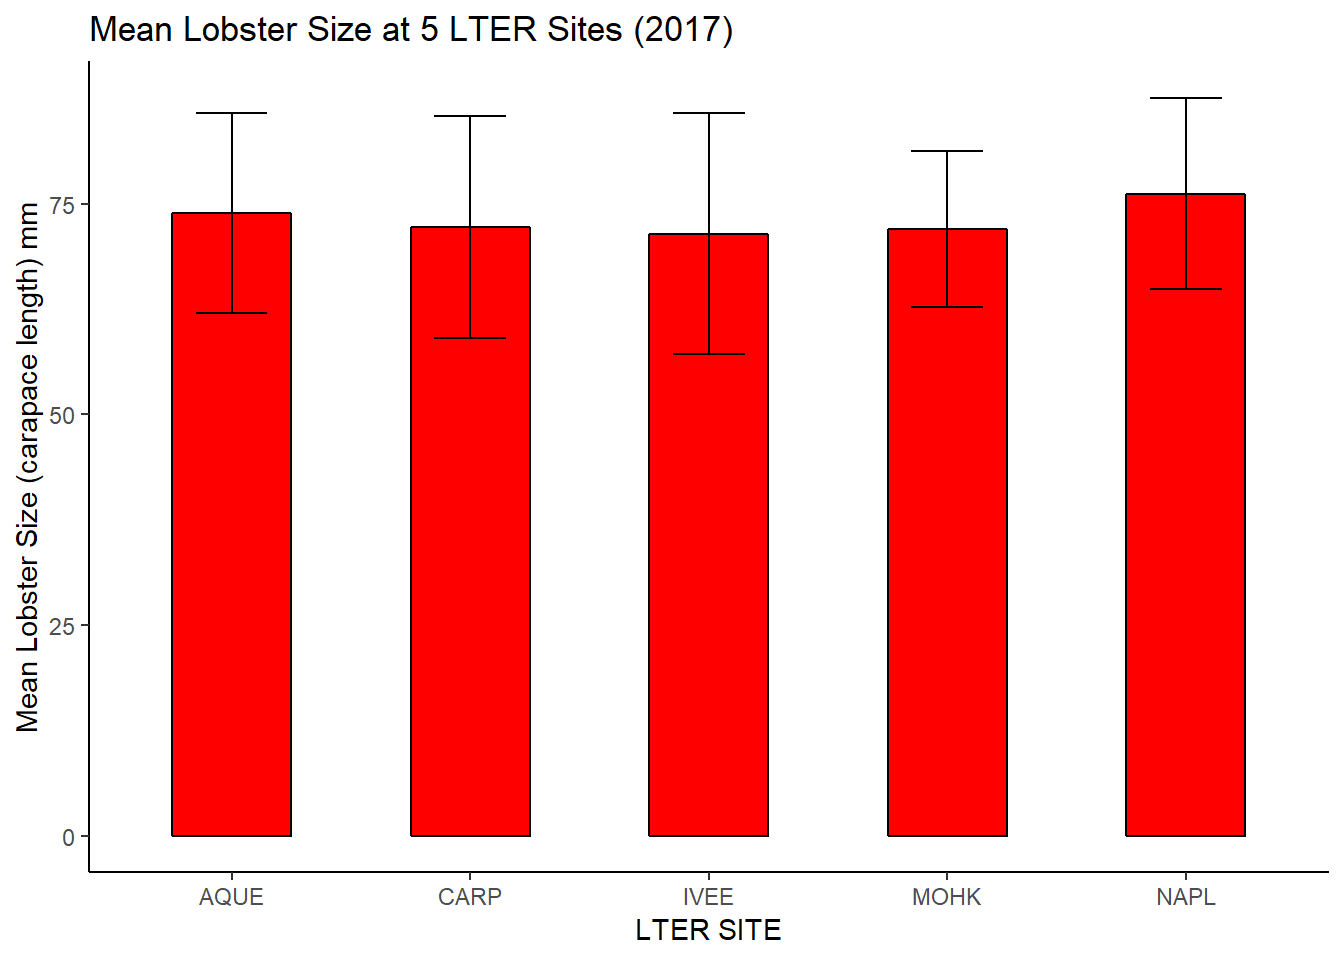 Mean Lobster Size at 5 LTER Sites (2017)
Mean Lobster Size (carapace length) mm
75
50
25
0
AQUE CARP IVEE MOHK NAPL
LTER SITE